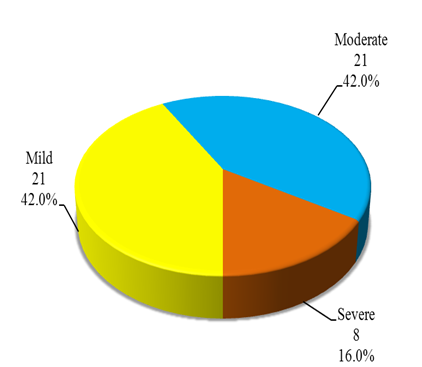 Moderate
21
42.0%
Mild
21
42.0%
Severe
8
16.0%